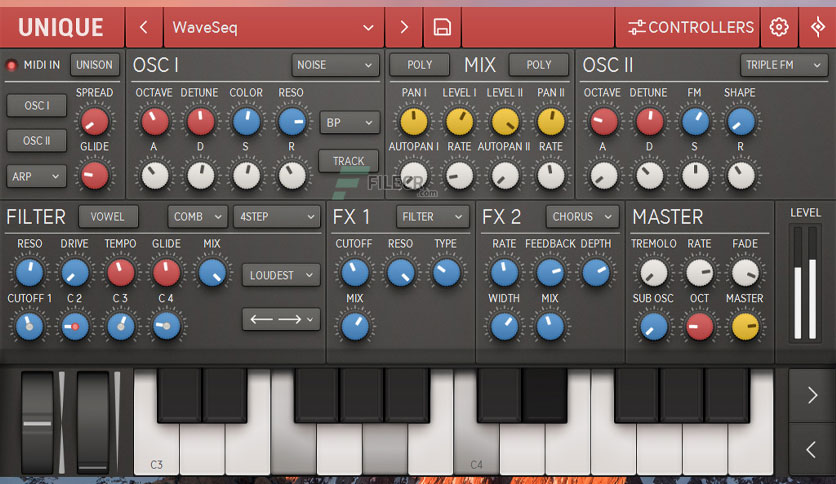 UNIQUE WaveSeq CONTROLLERS
MIDI IN UNISON OSC I NOISE POLY MIX POLY OSC II TRIPLE FM
SPREAD OCTAVE DETUNE COLOR RESO PAN I LEVEL I LEVEL II PAN II OCTAVE DETUNE FM SHAPE
OSC I BP
OSC II GLIDE A D S R AUTOPAN I RATE AUTOPAN II RATE A D S R
ARP TRACK
FILECR
.com
FILTER VOWEL COMB 4STEP FX 1 FILTER FX 2 CHORUS MASTER LEVEL
RESO DRIVE TEMPO GLIDE MIX CUTOFF RESO TYPE RATE FEEDBACK DEPTH TREMOLO RATE FADE
LOUDEST
CUTOFF 1 C 2 C 3 C 4 MIX WIDTH MIX SUB OSC OCT MASTER
C3 C4